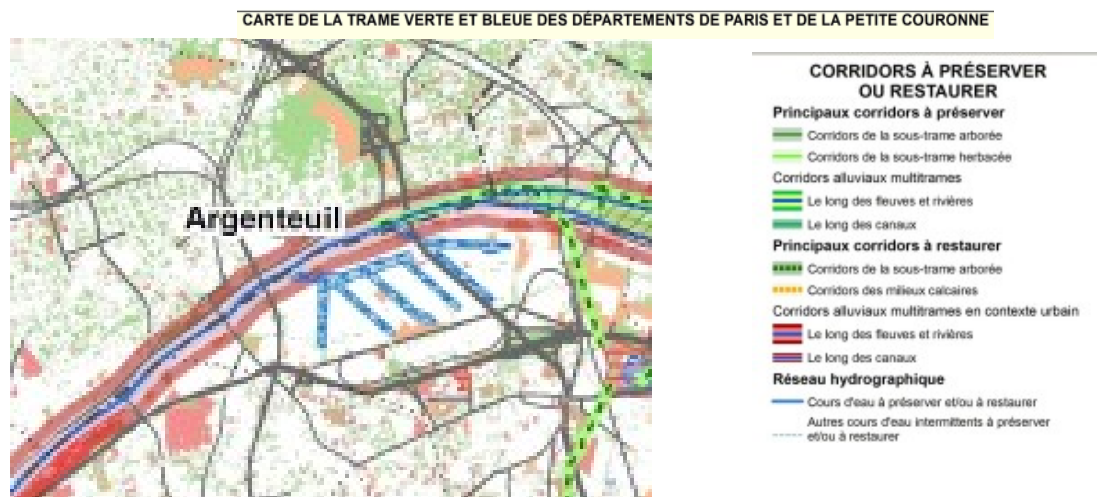 CARTE DE LA TRAME VERTE ET BLEUE DES DÉPARTEMENTS DE PARIS ET DE LA PETITE COURONNE
Argenteuil
CORRIDORS À PRÉSERVER
OU RESTAURER
Principaux corridors à préserver
Corridors de la sous-trame arborée
Corridors de la sous-trame herbacée
Corridors alluviaux multitrames
Le long des fleuves et rivières
Le long des canaux
Principaux corridors à restaurer
Corridors de la sous-trame arborée
Corridors des milieux calcaires
Corridors alluviaux multitrames en contexte urbain
Le long des fleuves et rivières
Le long des canaux
Réseau hydrographique
Cours d'eau à préserver et/ou à restaurer
Autres cours d'eau intermittents à préserver
et/ou à restaurer